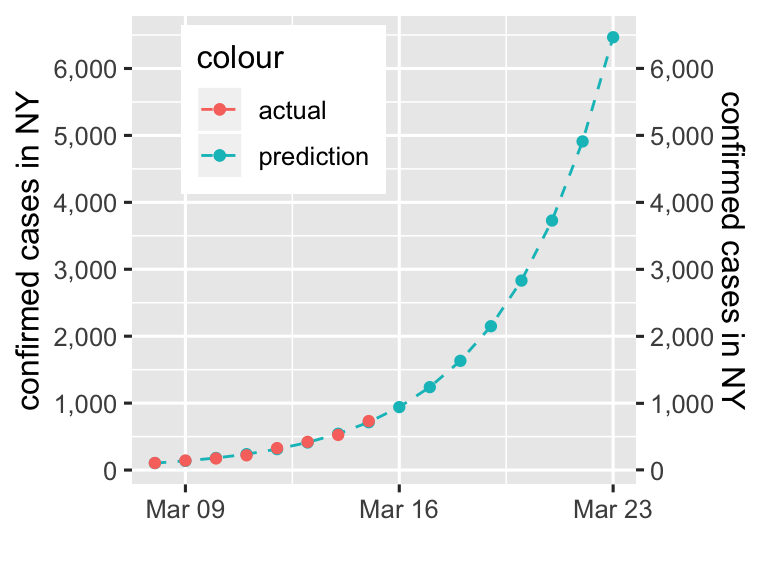 colour
actual
prediction
confirmed cases in NY
6,000
5,000
4,000
3,000
2,000
1,000
0
6,000
5,000
4,000
3,000
2,000
1,000
0
confirmed cases in NY
Mar 09
Mar 16
Mar 23